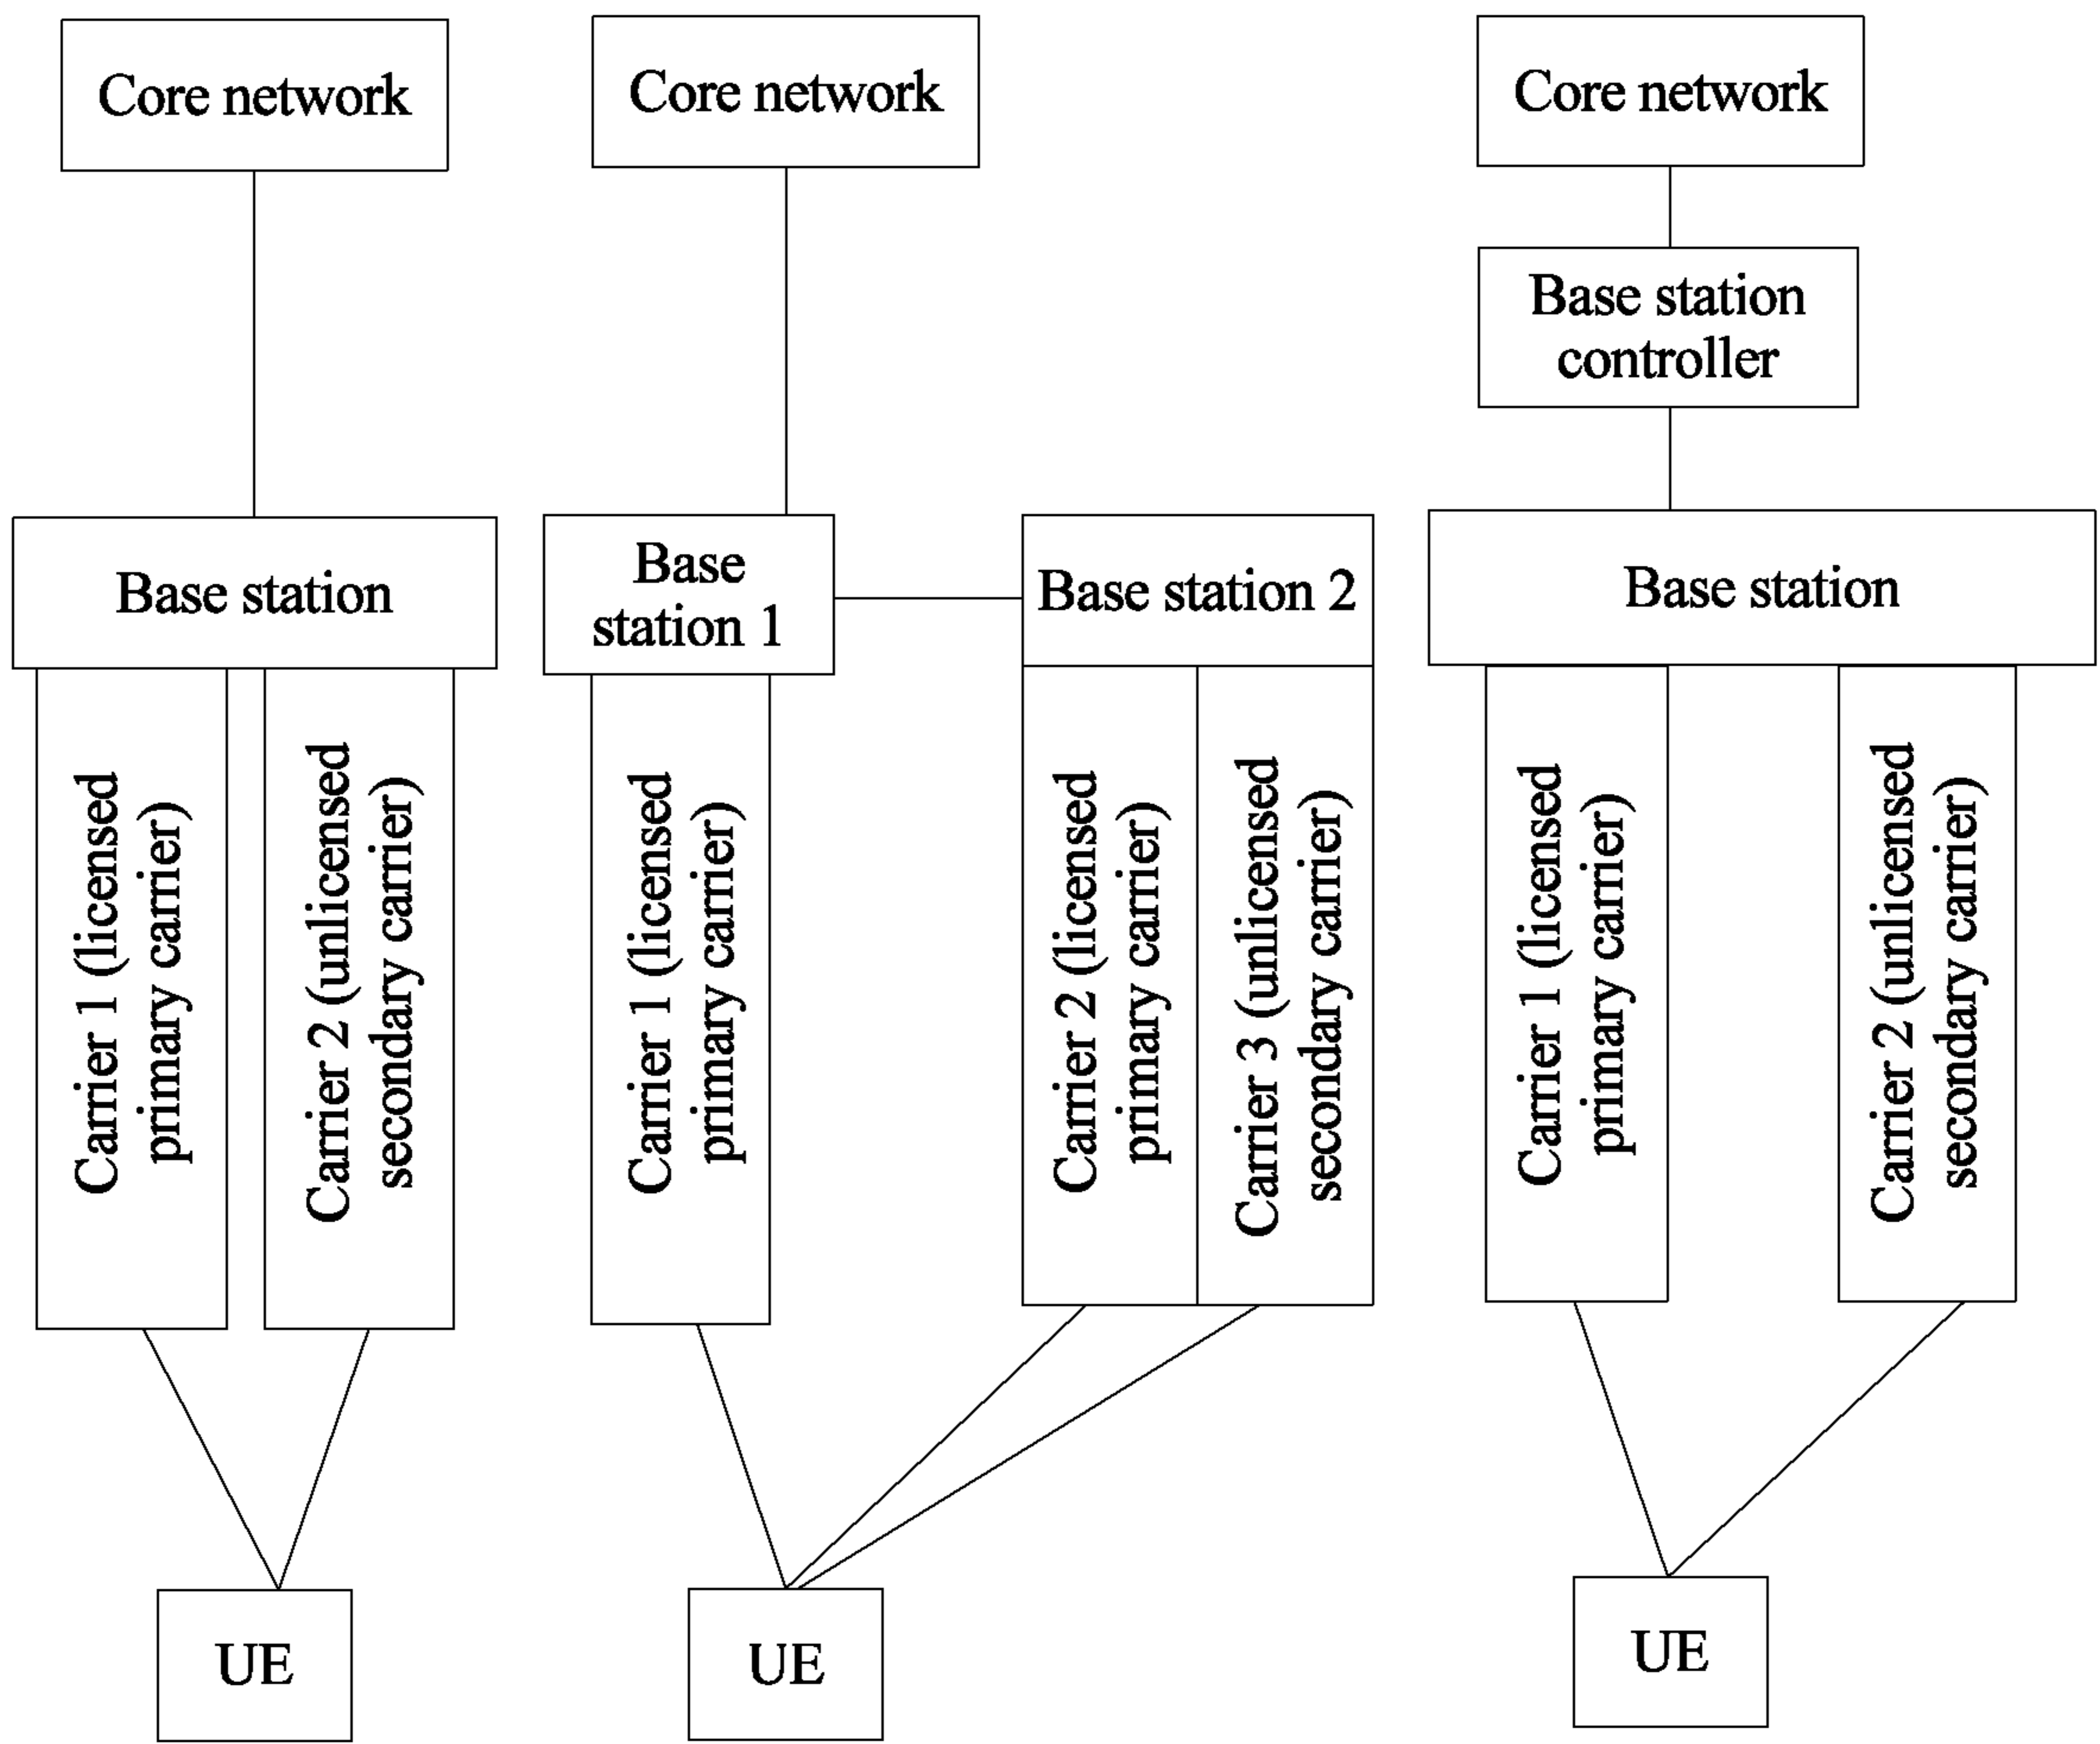 Core network
Base station
Carrier 1 (licensed
primary carrier)
Carrier 2 (unlicensed
secondary carrier)
UE
Core network
Base
station 1
Base station 2
Carrier 1 (licensed
primary carrier)
Carrier 2 (licensed
primary carrier)
Carrier 3 (unlicensed
secondary carrier)
UE
Core network
Base station
controller
Base station
Carrier 1 (licensed
primary carrier)
Carrier 2 (unlicensed
secondary carrier)
UE